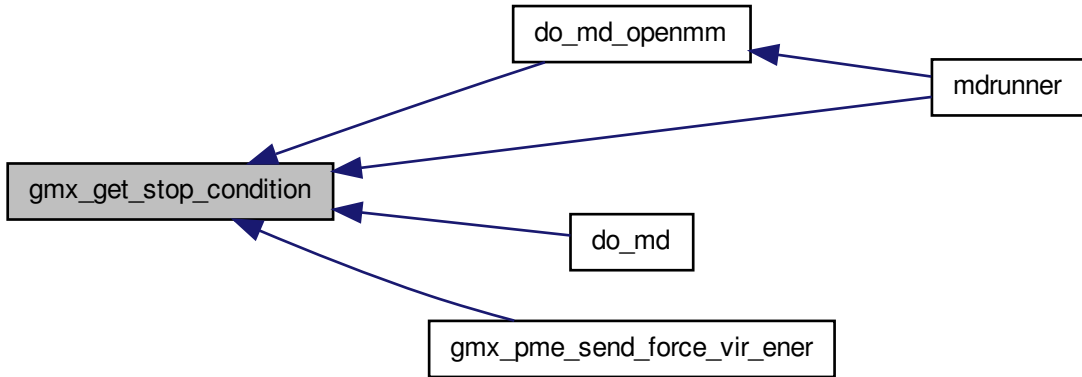 do_md_openmm
mdrunner
gmx_get_stop_condition
do_md
gmx_pme_send_force_vir_ener